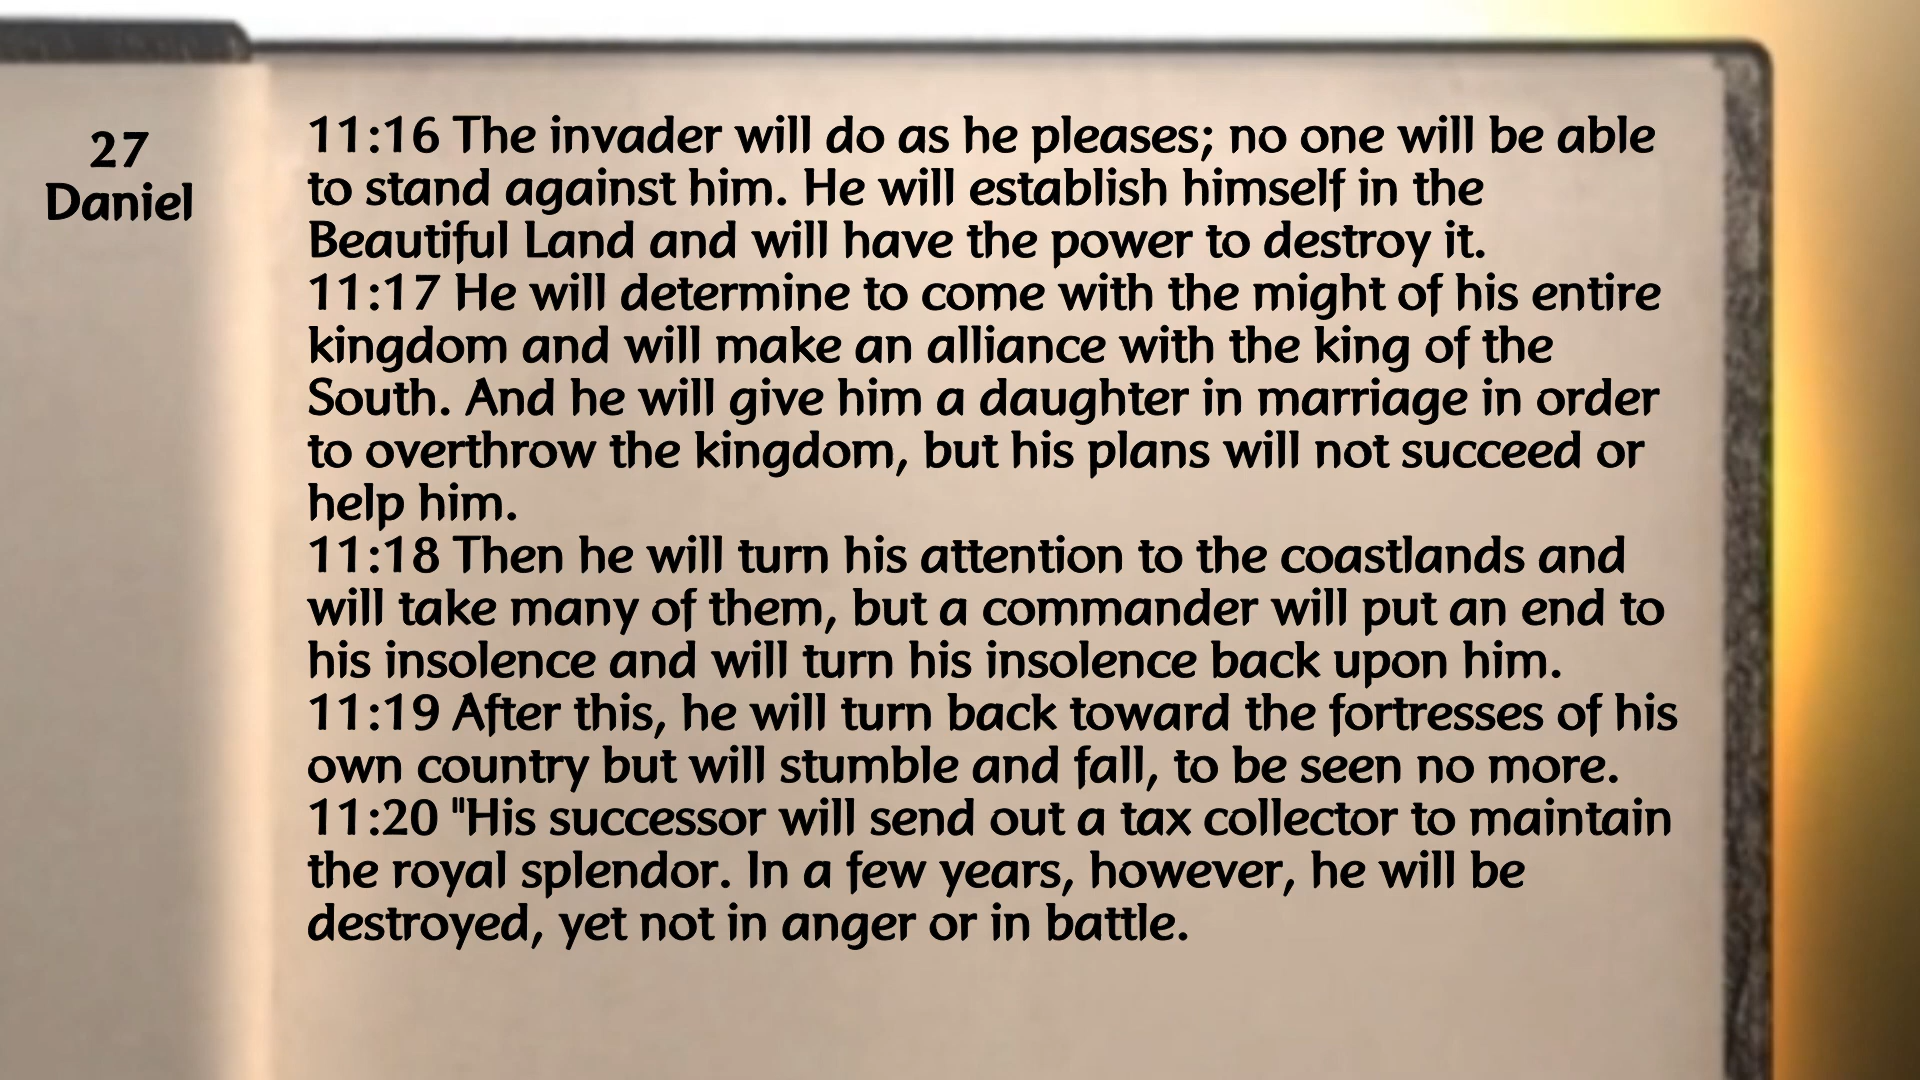 27
Daniel
11:16 The invader will do as he pleases; no one will be able
to stand against him. He will establish himself in the
Beautiful Land and will have the power to destroy it.
11:17 He will determine to come with the might of his entire
kingdom and will make an alliance with the king of the
South. And he will give him a daughter in marriage in order
to overthrow the kingdom, but his plans will not succeed or
help him.
11:18 Then he will turn his attention to the coastlands and
will take many of them, but a commander will put an end to
his insolence and will turn his insolence back upon him.
11:19 After this, he will turn back toward the fortresses of his
own country but will stumble and fall, to be seen no more.
11:20 "His successor will send out a tax collector to maintain
the royal splendor. In a few years, however, he will be
destroyed, yet not in anger or in battle.